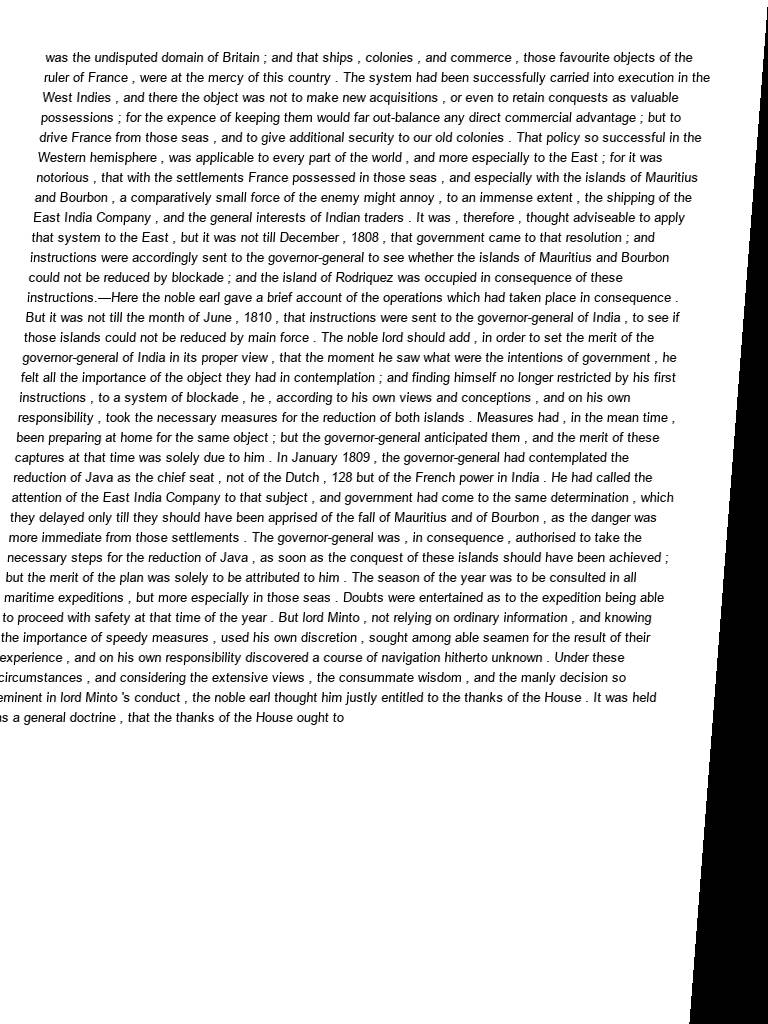 was the undisputed domain of Britain ; and that ships , colonies , and commerce , those favourite objects of the
ruler of France , were at the mercy of this country . The system had been successfully carried into execution in the
West Indies , and there the object was not to make new acquisitions , or even to retain conquests as valuable
possessions ; for the expence of keeping them would far out-balance any direct commercial advantage ; but to
drive France from those seas , and to give additional security to our old colonies . That policy so successful in the
Western hemisphere , was applicable to every part of the world , and more especially to the East ; for it was
notorious , that with the settlements France possessed in those seas , and especially with the islands of Mauritius
and Bourbon , a comparatively small force of the enemy might annoy , to an immense extent , the shipping of the
East India Company , and the general interests of Indian traders . It was , therefore , thought adviseable to apply
that system to the East , but it was not till December , 1808 , that government came to that resolution ; and
instructions were accordingly sent to the governor-general to see whether the islands of Mauritius and Bourbon
could not be reduced by blockade ; and the island of Rodriquez was occupied in consequence of these
instructions.—Here the noble earl gave a brief account of the operations which had taken place in consequence .
But it was not till the month of June , 1810 , that instructions were sent to the governor-general of India , to see if
those islands could not be reduced by main force . The noble lord should add , in order to set the merit of the
governor-general of India in its proper view , that the moment he saw what were the intentions of government , he
felt all the importance of the object they had in contemplation ; and finding himself no longer restricted by his first
instructions , to a system of blockade , he , according to his own views and conceptions , and on his own
responsibility , took the necessary measures for the reduction of both islands . Measures had , in the mean time ,
been preparing at home for the same object ; but the governor-general anticipated them , and the merit of these
captures at that time was solely due to him . In January 1809 , the governor-general had contemplated the
reduction of Java as the chief seat , not of the Dutch , 128 but of the French power in India . He had called the
attention of the East India Company to that subject , and government had come to the same determination , which
they delayed only till they should have been apprised of the fall of Mauritius and of Bourbon , as the danger was
more immediate from those settlements . The governor-general was , in consequence , authorised to take the
necessary steps for the reduction of Java , as soon as the conquest of these islands should have been achieved ;
but the merit of the plan was solely to be attributed to him . The season of the year was to be consulted in all
maritime expeditions , but more especially in those seas . Doubts were entertained as to the expedition being able
to proceed with safety at that time of the year . But lord Minto , not relying on ordinary information , and knowing
the importance of speedy measures , used his own discretion , sought among able seamen for the result of their
experience , and on his own responsibility discovered a course of navigation hitherto unknown . Under these
circumstances , and considering the extensive views , the consummate wisdom , and the manly decision so
eminent in lord Minto 's conduct , the noble earl thought him justly entitled to the thanks of the House . It was held
as a general doctrine , that the thanks of the House ought to